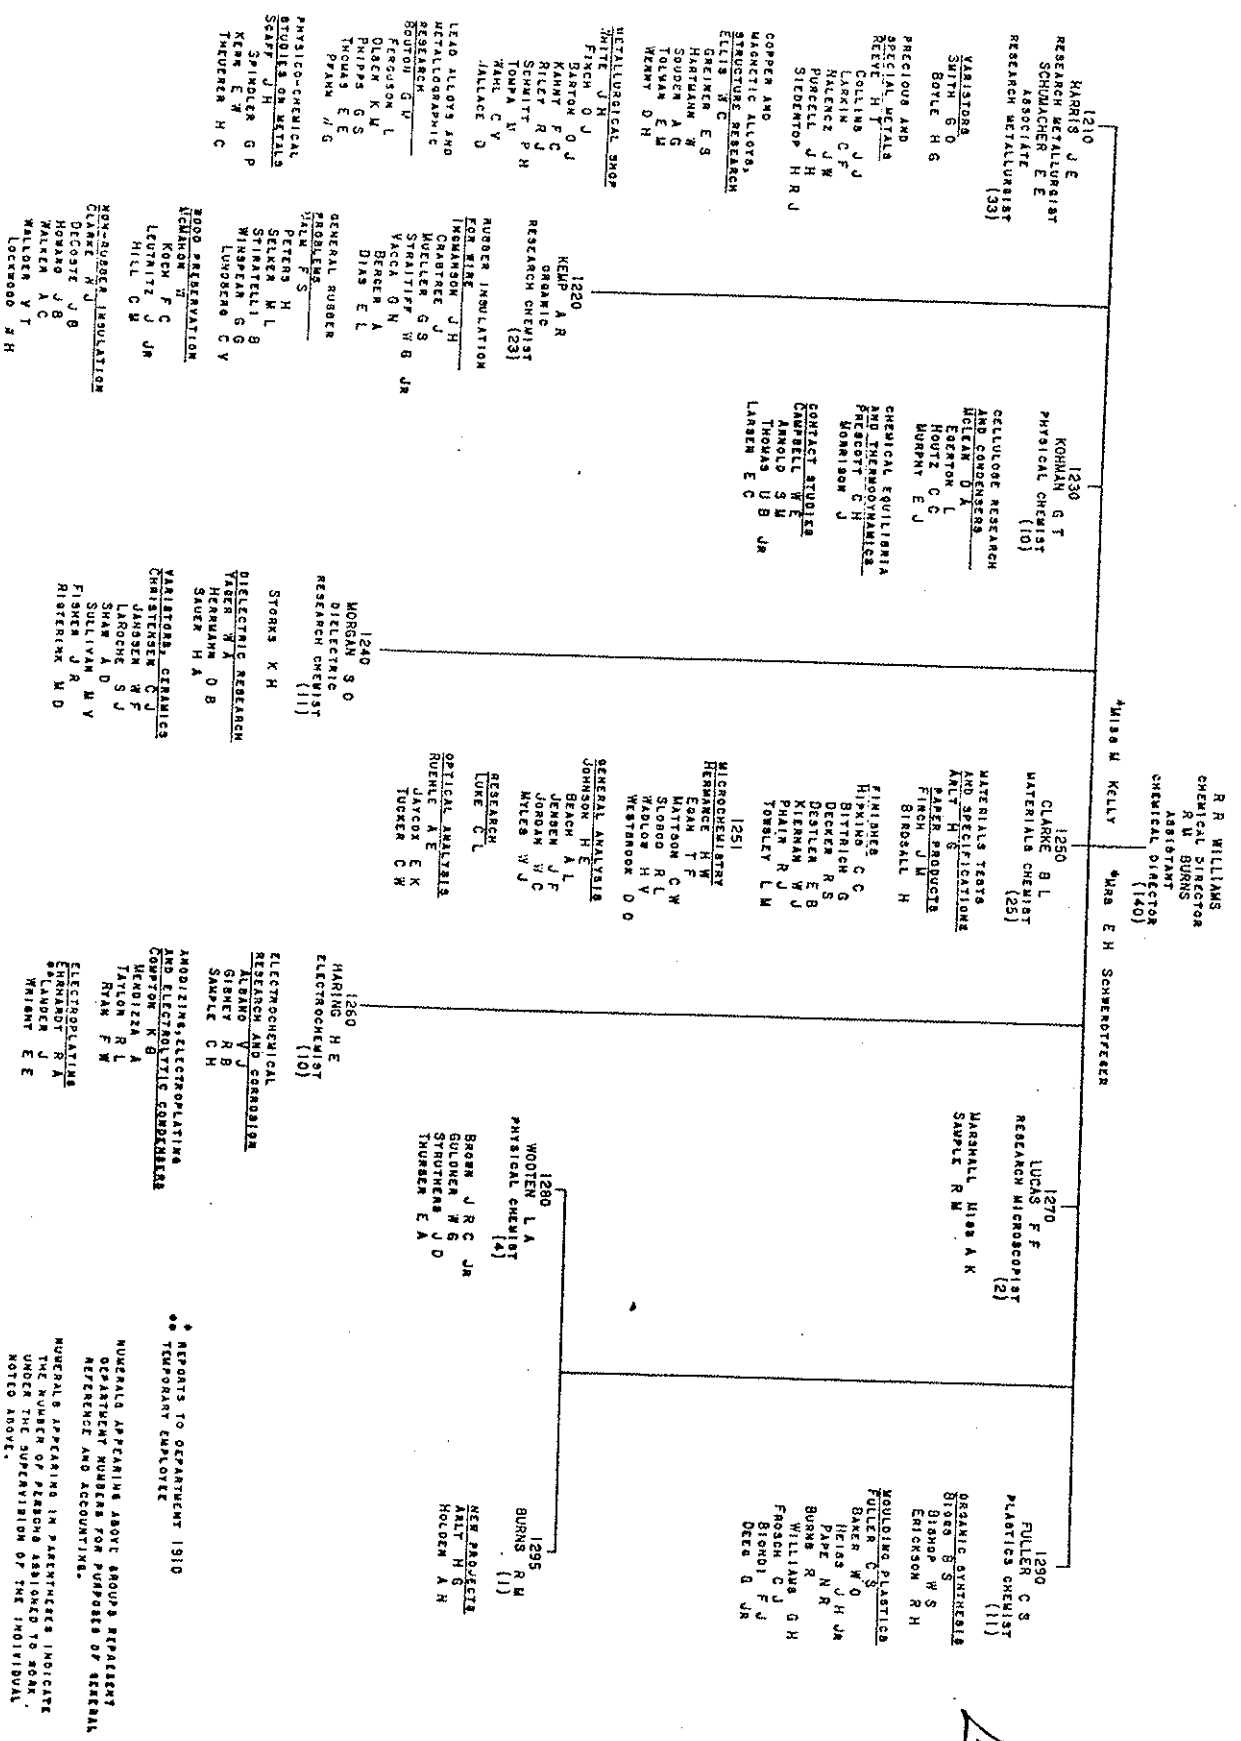 R R WILLIAMS
CHEMICAL DIRECTOR
R M BURNS
ASSISTANT
CHEMICAL DIRECTOR
(140)
*MISS M KELLY *MRS E H SCHWERDTFEGER
1210
HARRIS J E
RESEARCH METALLURGIST
SCHUMACHER E E
ASSOCIATE
RESEARCH METALLURGIST
(33)
VARISTORS
SMITH G O
BOYLE H G
PRECIOUS AND
SPECIAL METALS
REEVE H T
COLLINS J J
LARKIN C F
NALENCZ J W
PURCELL J H
SIEDENTOP H R J
COPPER AND
MAGNETIC ALLOYS,
STRUCTURE RESEARCH
ELLIS W C
GREINER E S
HARTMANN W
SOUDEN A G
TOLMAN E M
WENNY D H
METALLURGICAL SHOP
WHITE J H
FINCH O J
BARTON O J
KAHNT F C
RILEY R J
SCHMITT P H
TOMPA M
WAHL C V
WALLACE D
LEAD ALLOYS AND
METALLOGRAPHIC
RESEARCH
BOUTON G M
FERGUSON L
OLSEN K M
PHIPPS G S
THOMAS E E
PFANN W G
PHYSICO-CHEMICAL
STUDIES ON METALS
SCAFF J H
SPINDLER G P
KERN E W
THEUERER H C
1220
KEMP A R
ORGANIC
RESEARCH CHEMIST
(23)
RUBBER INSULATION
FOR WIRE
INGMANSON J H
CRABTREE J
MUELLER G S
STRAITIFF W B JR
VACCA G N
BERGER A
DIAS E L
GENERAL RUBBER
PROBLEMS
MALM F S
PETERS H
SELKER M L
STIRATELLI B
WINSPEAR G G
LUNDBERG C V
WOOD PRESERVATION
MCMAHON W
KOCH F C
LEUTRITZ J JR
HILL C M
NON-RUBBER INSULATION
CLARKE W J
DECOSTE J B
HOWARD J B
WALKER A C
WALLDER V T
LOCKWOOD W H
1230
KOHMAN G T
PHYSICAL CHEMIST
(10)
CELLULOSE RESEARCH
AND CONDENSERS
MCLEAN D A
EGERTON L
HOUTZ C C
MURPHY E J
CHEMICAL EQUILIBRIA
AND THERMODYNAMICS
PRESCOTT C H
MORRISON J
CONTACT STUDIES
CAMPBELL W E
ARNOLD S M
THOMAS U B JR
LARSEN E C
1240
MORGAN S O
DIELECTRIC
RESEARCH CHEMIST
(11)
STORKS K H
DIELECTRIC RESEARCH
YAGER W A
HERRMANN D B
SAUER H A
VARISTORS, CERAMICS
CHRISTENSEN C J
JANSSEN W F
LAROCHE S J
SHAW A D
SULLIVAN M V
FISHER J R
RIGTERINK M D
1250
CLARKE B L
MATERIALS CHEMIST
(25)
MATERIALS TESTS
AND SPECIFICATIONS
ARLT H G
PAPER PRODUCTS
FINCH J M
BIRDSALL H
FINISHES
HIPKINS C C
BITTRICH G
DECKER R S
DESTLER E B
KIERNAN W J
PHAIR R J
TOWSLEY L M
1251
MICROCHEMISTRY
HERMANCE H W
EGAN T F
MATTSON C W
SLOBOD R L
WADLOW H V
WESTBROOK D O
GENERAL ANALYSIS
JOHNSON H E
BEACH A L
JENSEN J F
JORDAN W C
MYLES W J
RESEARCH
LUKE C L
OPTICAL ANALYSIS
RUEHLE A E
JAYCOX E K
TUCKER C W
1260
HARING H E
ELECTROCHEMIST
(10)
ELECTROCHEMICAL
RESEARCH AND CORROSION
ALBANO V J
GIBNEY R B
SAMPLE C H
ANODIZING, ELECTROPLATING
AND ELECTROLYTIC CONDENSERS
COMPTON K G
MENDIZZA A
TAYLOR R L
RYAN F W
ELECTROPLATING
EHRHARDT R A
**LANDER J J
WRIGHT E E
1270
LUCAS F F
RESEARCH MICROSCOPIST
(2)
MARSHALL MISS A K
SAMPLE R M
1280
WOOTEN L A
PHYSICAL CHEMIST
(4)
BROWN J R C JR
GULDNER W G
STRUTHERS J D
THURBER E A
1290
FULLER C S
PLASTICS CHEMIST
(11)
ORGANIC SYNTHESIS
BIGGS B S
BISHOP W S
ERICKSON R H
MOULDING PLASTICS
FULLER C S
BAKER W O
HEISS J H JR
PAPE N R
BURNS R
WILLIAMS G H
FROSCH C J
BIONDI F J
DEEG G JR
1295
BURNS R M
(1)
NEW PROJECTS
ARLT H G
HOLDEN A N
* REPORTS TO DEPARTMENT 1910
** TEMPORARY EMPLOYEE
NUMERALS APPEARING ABOVE GROUPS REPRESENT
DEPARTMENT NUMBERS FOR PURPOSES OF GENERAL
REFERENCE AND ACCOUNTING.
NUMERALS APPEARING IN PARENTHESES INDICATE
THE NUMBER OF PERSONS ASSIGNED TO WORK
UNDER THE SUPERVISION OF THE INDIVIDUAL
NOTED ABOVE.